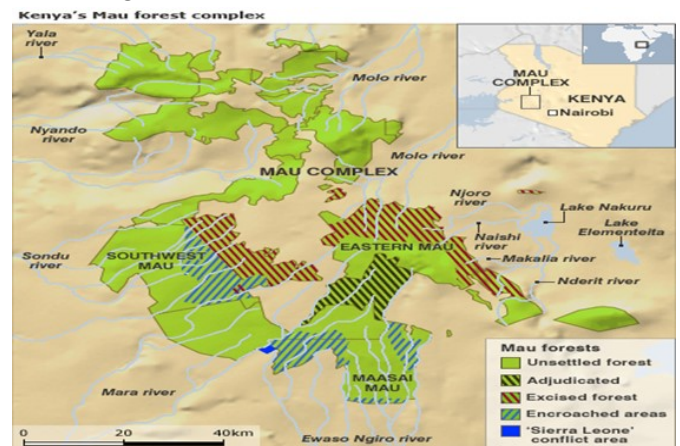 Kenya's Mau forest complex
Yala
river
Molo river
MAU
COMPLEX
KENYA
Nairobi
Nyando
river
Molo river
MAU COMPLEX
Njoro
river
Lake Nakuru
Lake
Elementeita
EASTERN MAU
Naishi
river
Sondu
river
SOUTHWEST
MAU
Makalia river
Nderit river
MAASAI
MAU
Mara river
Ewaso Ngiro river
0 20 40km
Mau forests
Unsettled forest
Adjudicated
Excised forest
Encroached areas
'Sierra Leone'
conflict area